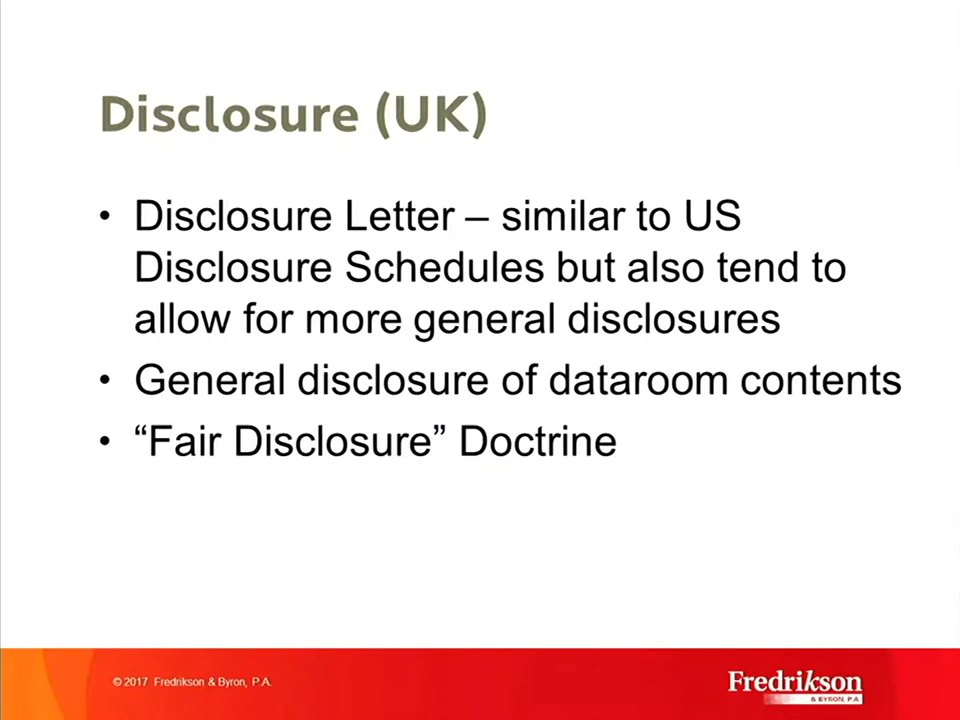 Disclosure (UK)
• Disclosure Letter – similar to US
Disclosure Schedules but also tend to
allow for more general disclosures
• General disclosure of dataroom contents
• “Fair Disclosure” Doctrine
© 2017 Fredrikson & Byron, P.A.
Fredrikson
& BYRON, P.A.